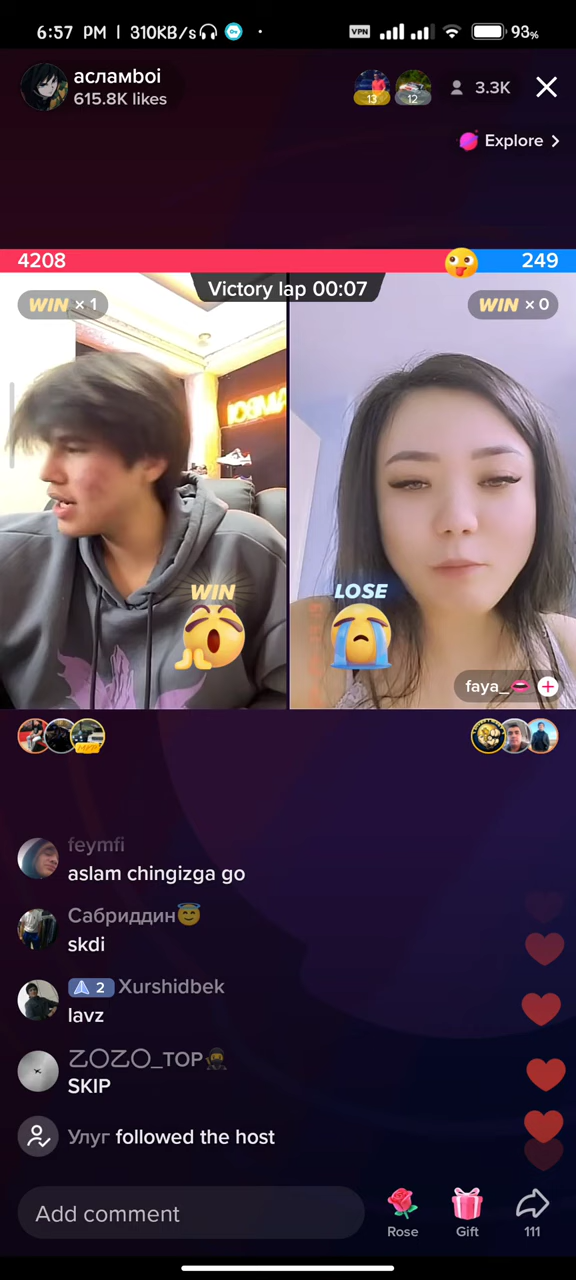 6:57 PM | 310KB/s
VPN
93%
асламboi
615.8K likes
13
12
3.3K
Explore
4208
249
Victory lap 00:07
WIN × 1
WIN × 0
WIN
LOSE
faya_
feymfi
aslam chingizga go
Сабриддин
skdi
2 Xurshidbek
lavz
ZOZO_TOP
SKIP
Улуг followed the host
Add comment
Rose
Gift
111